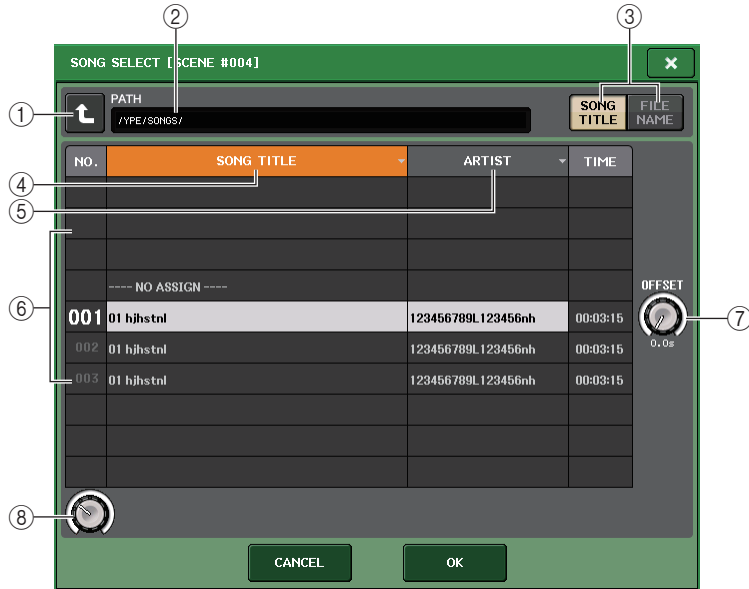 ② ③
SONG SELECT [SCENE #004]
①
PATH
/YPE/SONGS/
SONG TITLE
FILE NAME
NO. SONG TITLE ARTIST TIME
④
⑤
---- NO ASSIGN ----
⑥
001 01 hjhstnl 123456789L123456nh 00:03:15
002 01 hjhstnl 123456789L123456nh 00:03:15
003 01 hjhstnl 123456789L123456nh 00:03:15
OFFSET
⑦
0.0s
⑧
CANCEL OK